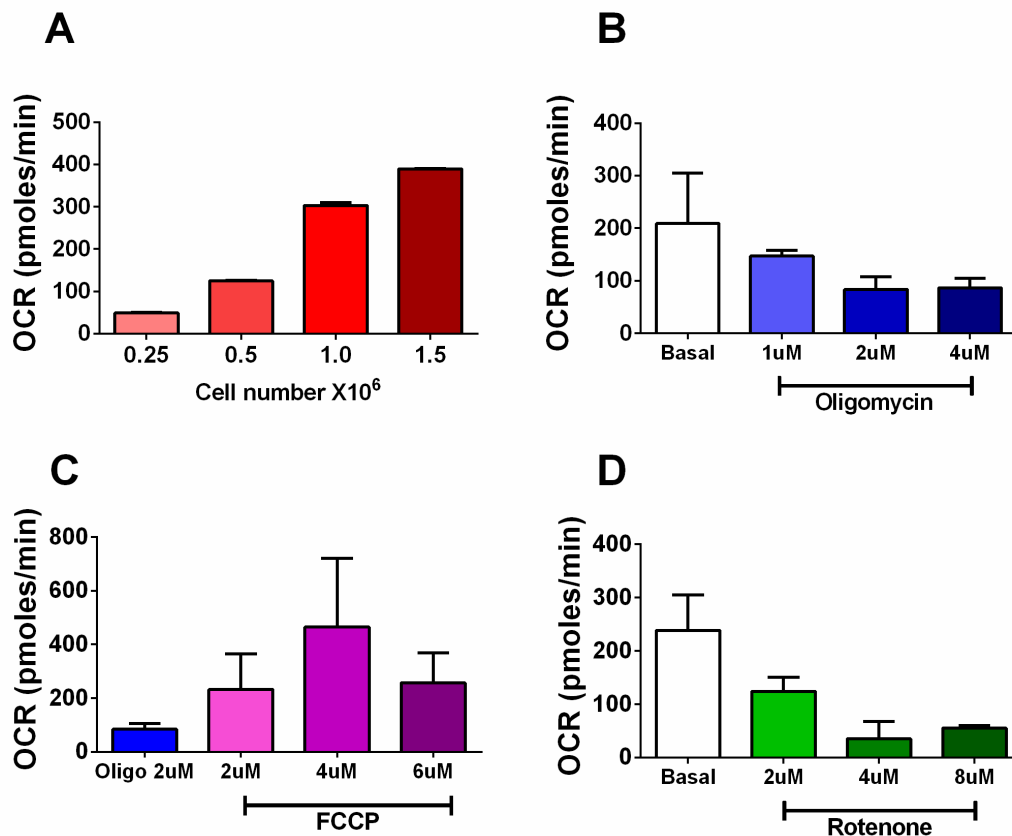 A
OCR (pmoles/min)
500
400
300
200
100
0
0.25 0.5 1.0 1.5
Cell number X10⁶
B
OCR (pmoles/min)
400
300
200
100
0
Basal 1uM 2uM 4uM
Oligomycin
C
OCR (pmoles/min)
800
600
400
200
0
Oligo 2uM 2uM 4uM 6uM
FCCP
D
OCR (pmoles/min)
400
300
200
100
0
Basal 2uM 4uM 8uM
Rotenone